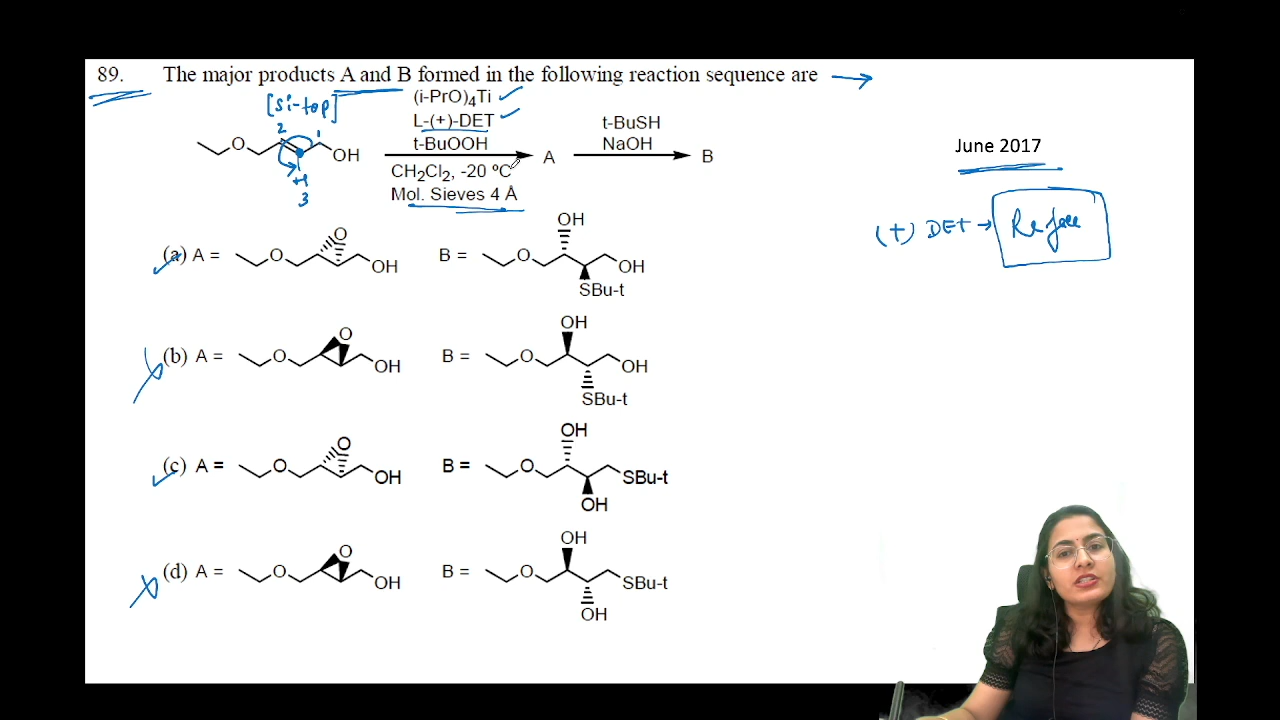 89. The major products A and B formed in the following reaction sequence are
[Si-top]
(i-PrO)4Ti
L-(+)-DET
t-BuOOH
CH2Cl2, -20 ºC
Mol. Sieves 4 Å
A
t-BuSH
NaOH
B
O
OH
2
1
3
June 2017
(+) DET → Re face
(a) A =
O
O
OH
B =
OH
O
OH
SBu-t
(b) A =
O
O
OH
B =
OH
O
OH
SBu-t
(c) A =
O
O
OH
B =
OH
O
SBu-t
OH
(d) A =
O
O
OH
B =
OH
O
SBu-t
OH